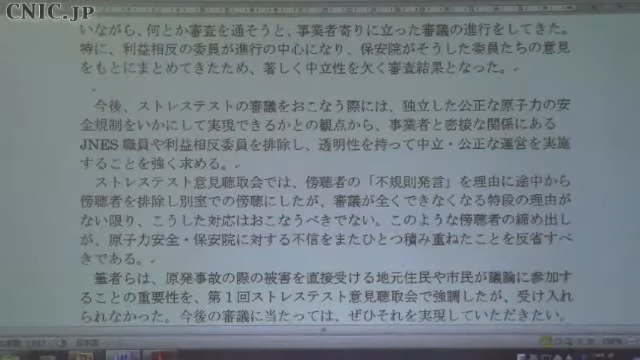 CNIC.jp
いながら、何とか審査を通そうと、事業者寄りに立った審議の進行をしてきた。
特に、利益相反の委員が進行の中心になり、保安院がそうした委員たちの意見
をもとにまとめてきたため、著しく中立性を欠く審査結果となった。
今後、ストレステストの審議をおこなう際には、独立した公正な原子力の安
全規制をいかにして実現できるかとの観点から、事業者と密接な関係にある
JNES 職員や利益相反委員を排除し、透明性を持って中立・公正な運営を実施
することを強く求める。
ストレステスト意見聴取会では、傍聴者の「不規則発言」を理由に途中から
傍聴者を排除し別室での傍聴にしたが、審議が全くできなくなる特段の理由が
ない限り、こうした対応はおこなうべきでない。このような傍聴者の締め出し
が、原子力安全・保安院に対する不信をまたひとつ積み重ねたことを反省すべ
きである。
筆者らは、原発事故の際の被害を直接受ける地元住民や市民が議論に参加す
ることの重要性を、第１回ストレステスト意見聴取会で強調したが、受け入れ
られなかった。今後の審議に当たっては、ぜひそれを実現していただきたい。